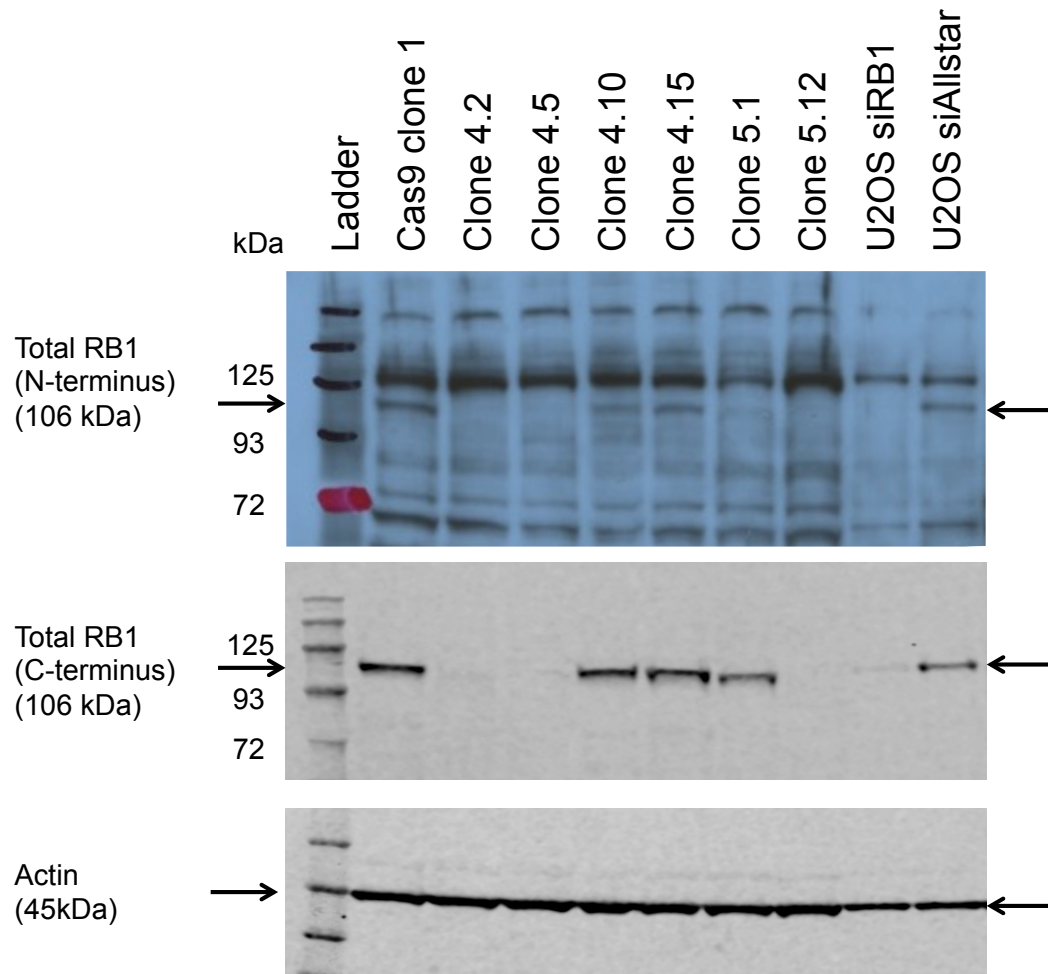 Ladder
Cas9 clone 1
Clone 4.2
Clone 4.5
Clone 4.10
Clone 4.15
Clone 5.1
Clone 5.12
U2OS siRB1
U2OS siAllstar
kDa
Total RB1
(N-terminus)
(106 kDa)
125
93
72
Total RB1
(C-terminus)
(106 kDa)
125
93
72
Actin
(45kDa)